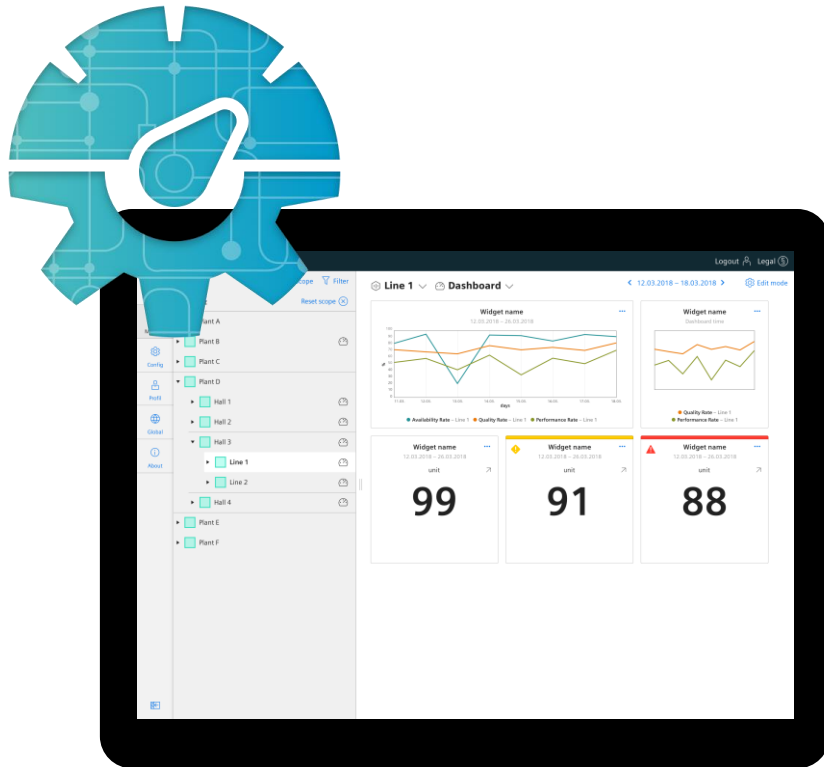 Logout Legal
Filter
Line 1 Dashboard
12.03.2018 – 18.03.2018
Edit mode
Reset scope
Plant A
Plant B
Plant C
Plant D
Hall 1
Hall 2
Hall 3
Line 1
Line 2
Hall 4
Plant E
Plant F
Config
Profil
Global
About
Widget name
12.03.2018 – 26.03.2018
days
Availability Rate – Line 1 Quality Rate – Line 1 Performance Rate – Line 1
Widget name
Dashboard time
Quality Rate – Line 1
Performance Rate – Line 1
Widget name
12.03.2018 – 26.03.2018
unit
99
Widget name
12.03.2018 – 26.03.2018
unit
91
Widget name
12.03.2018 – 26.03.2018
unit
88